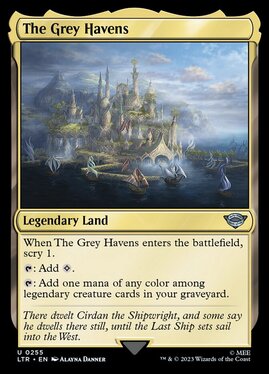 The Grey Havens
Legendary Land
When The Grey Havens enters the battlefield,
scry 1.
: Add .
: Add one mana of any color among
legendary creature cards in your graveyard.
There dwelt Círdan the Shipwright, and some say
he dwells there still, until the Last Ship sets sail
into the West.
U 0255
LTR • EN ALAYNA DANNER
© MEE
™ & © 2023 Wizards of the Coast